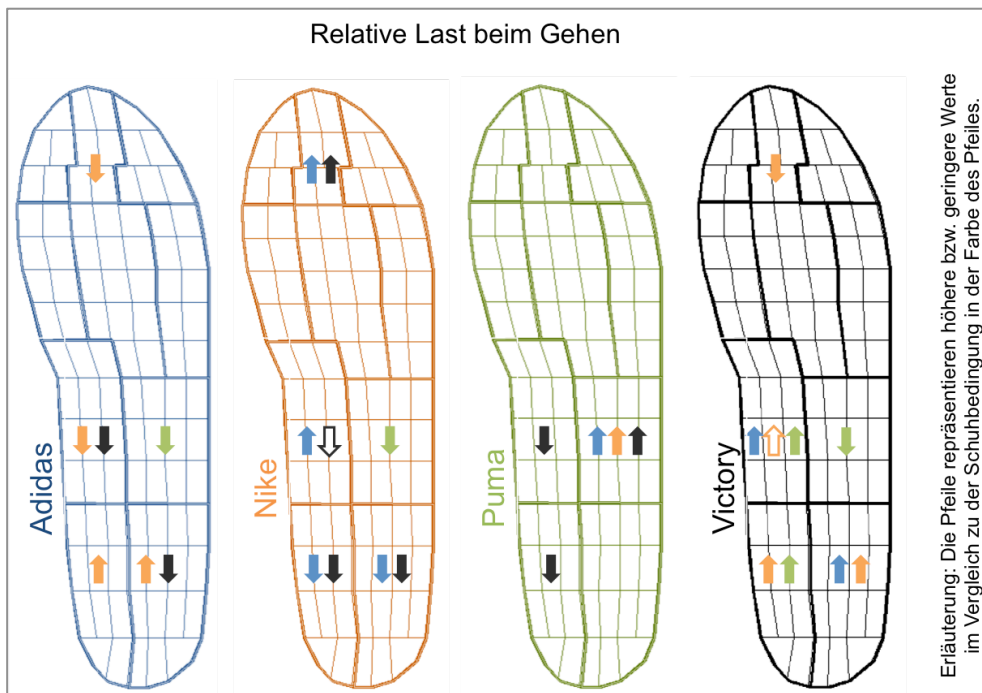 Relative Last beim Gehen
Adidas
Nike
Puma
Victory
Erläuterung: Die Pfeile repräsentieren höhere bzw. geringere Werte
im Vergleich zu der Schuhbedingung in der Farbe des Pfeiles.